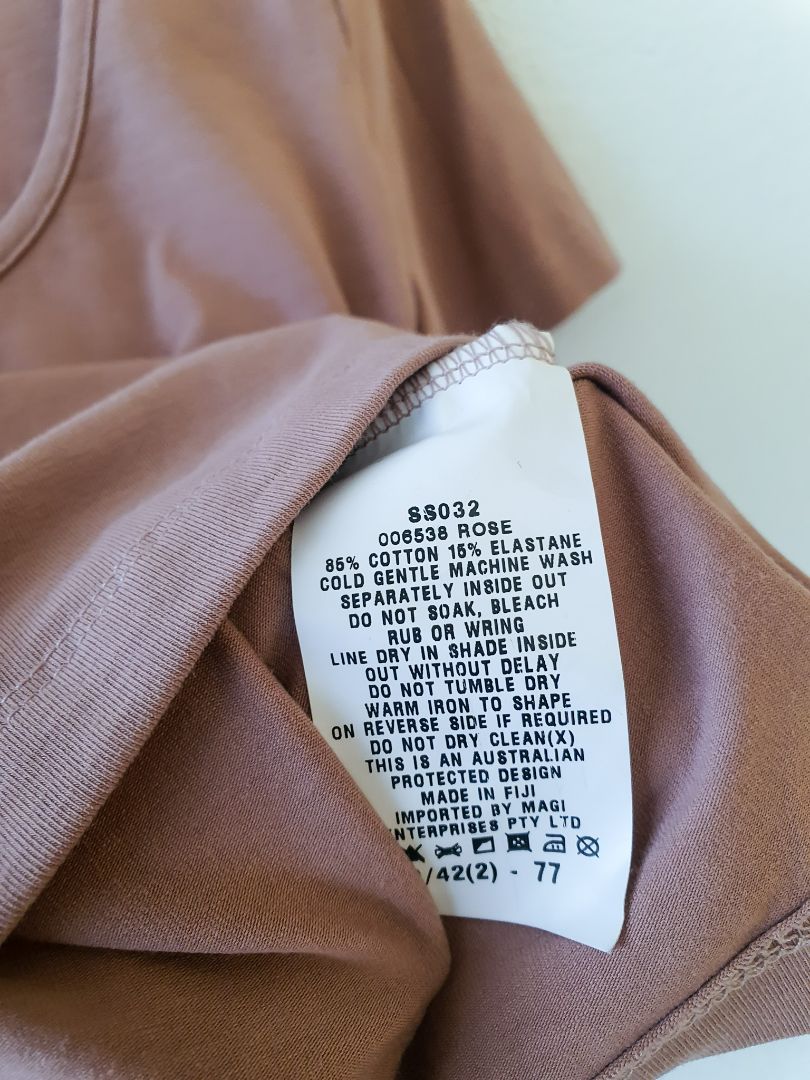 SS032
006538 ROSE
85% COTTON 15% ELASTANE
COLD GENTLE MACHINE WASH
SEPARATELY INSIDE OUT
DO NOT SOAK, BLEACH
RUB OR WRING
LINE DRY IN SHADE INSIDE
OUT WITHOUT DELAY
DO NOT TUMBLE DRY
WARM IRON TO SHAPE
ON REVERSE SIDE IF REQUIRED
DO NOT DRY CLEAN(X)
THIS IS AN AUSTRALIAN
PROTECTED DESIGN
MADE IN FIJI
IMPORTED BY MAGI
NTERPRISES PTY LTD
/42(2) - 77